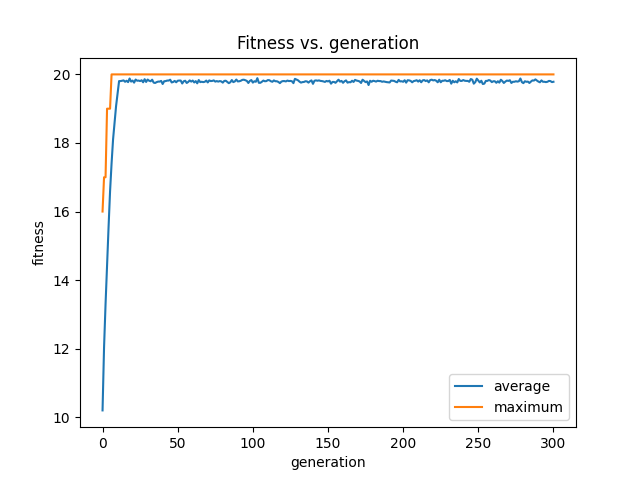 Fitness vs. generation
fitness
20
18
16
14
12
10
0 50 100 150 200 250 300
generation
average
maximum